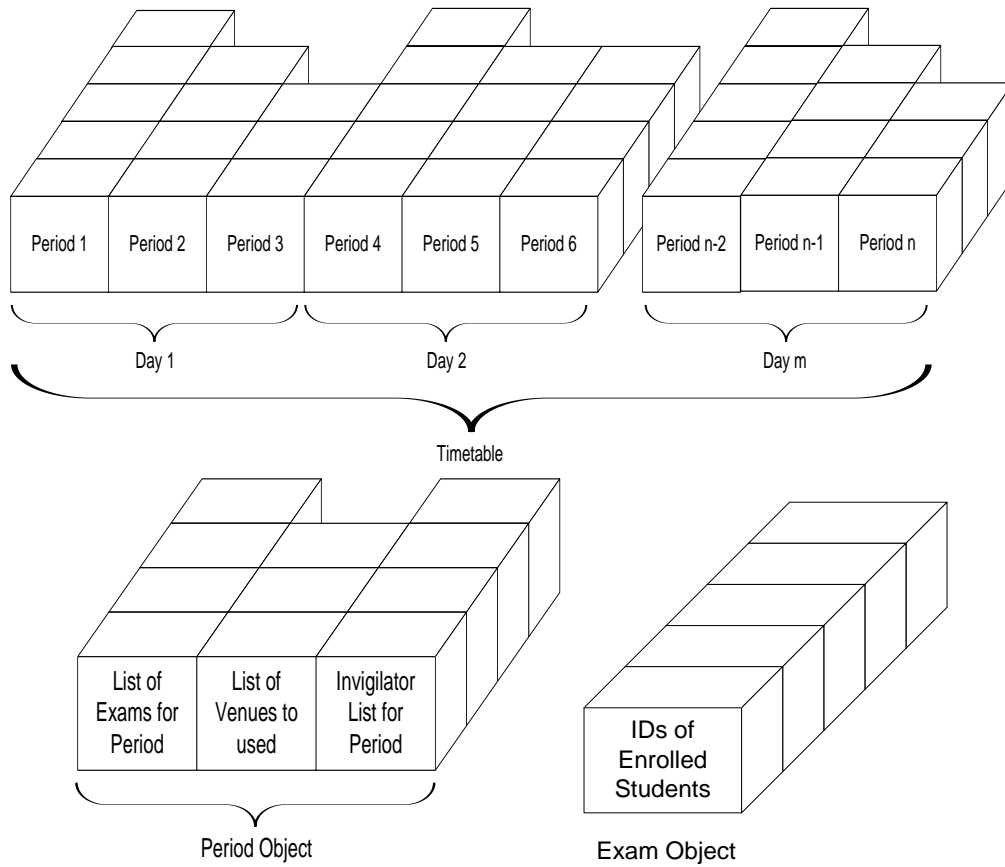 Period 1 Period 2 Period 3 Period 4 Period 5 Period 6 Period n-2 Period n-1 Period n
Day 1 Day 2 Day m
Timetable
List of
Exams for
Period
List of
Venues to
used
Invigilator
List for
Period
IDs of
Enrolled
Students
Period Object
Exam Object